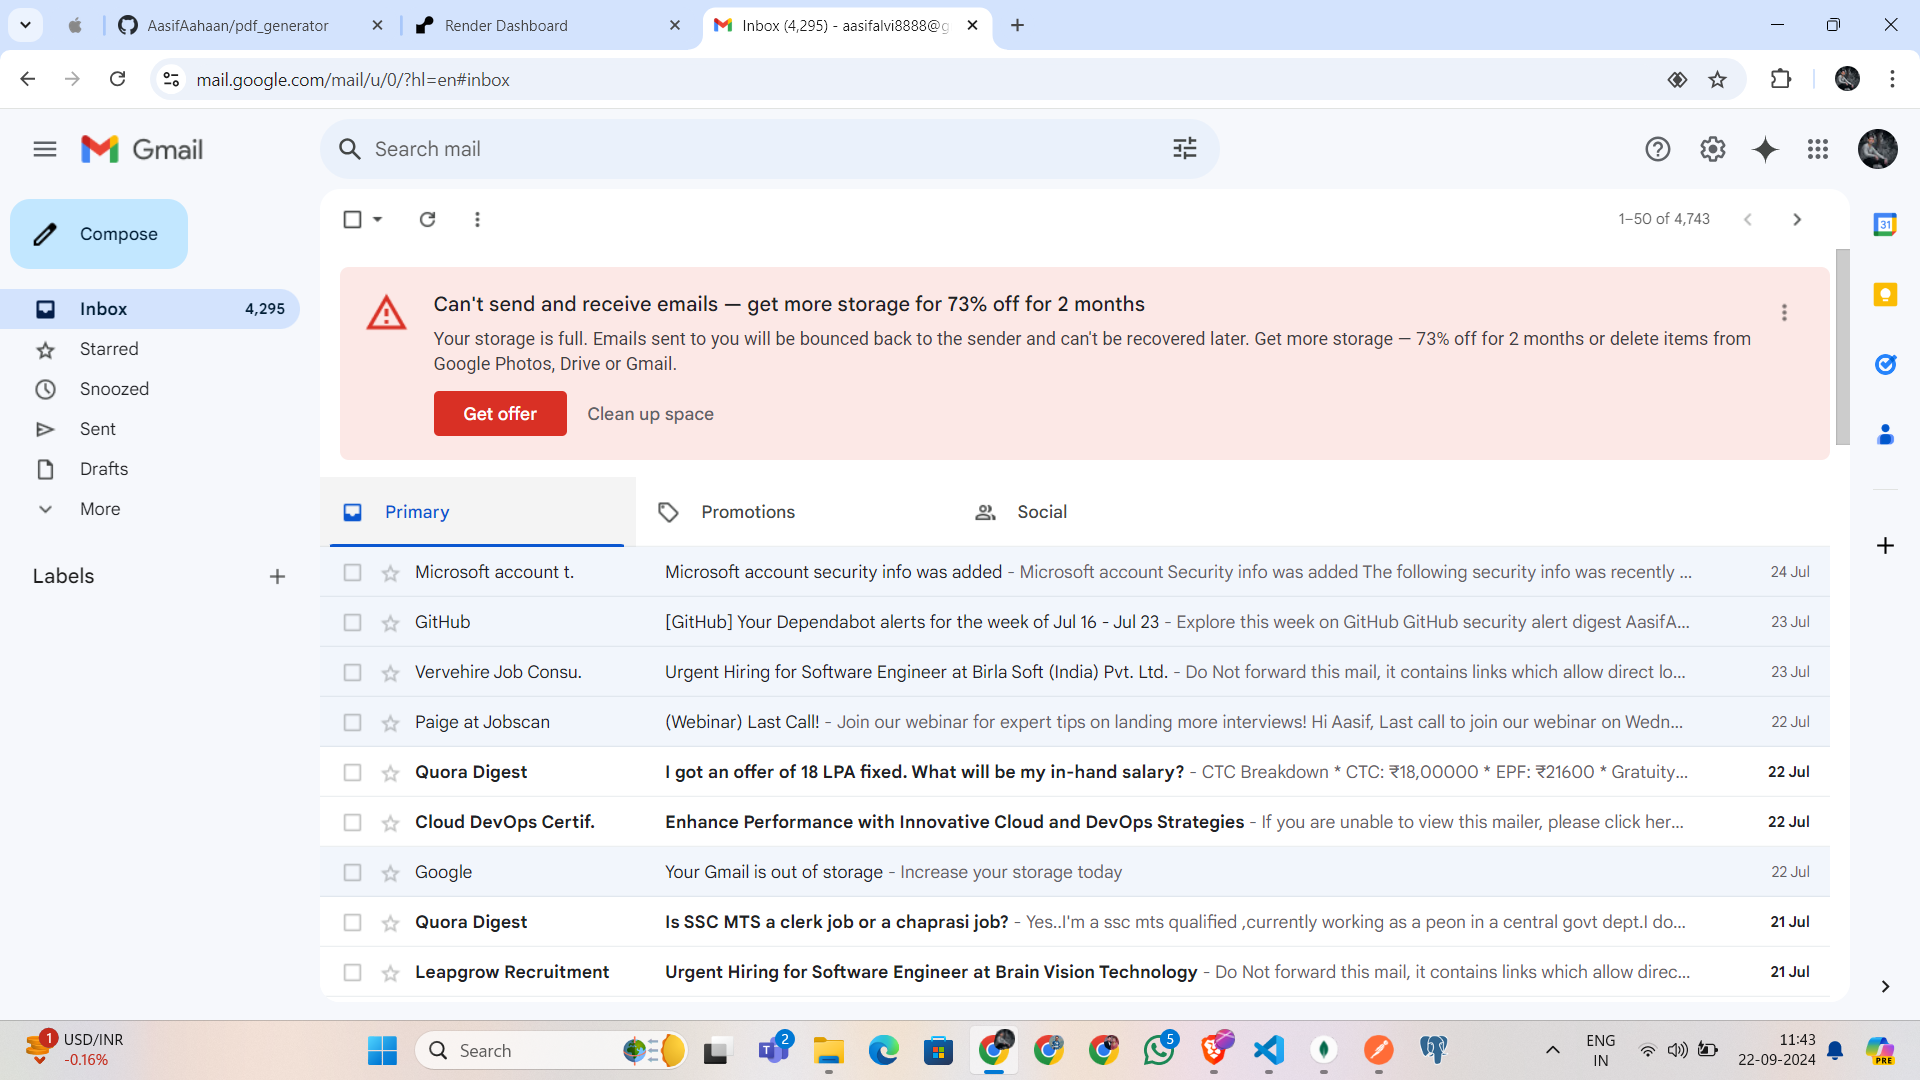 AasifAahaan/pdf_generator
Render Dashboard
Inbox (4,295) - aasifalvi8888@g
mail.google.com/mail/u/0/?hl=en#inbox
Gmail
Search mail
Compose
1–50 of 4,743
Inbox 4,295
Starred
Snoozed
Sent
Drafts
More
Labels
31
Can't send and receive emails — get more storage for 73% off for 2 months
Your storage is full. Emails sent to you will be bounced back to the sender and can't be recovered later. Get more storage — 73% off for 2 months or delete items from
Google Photos, Drive or Gmail.
Get offer Clean up space
Primary Promotions Social
Microsoft account t. Microsoft account security info was added - Microsoft account Security info was added The following security info was recently ... 24 Jul
GitHub [GitHub] Your Dependabot alerts for the week of Jul 16 - Jul 23 - Explore this week on GitHub GitHub security alert digest AasifA... 23 Jul
Vervehire Job Consu. Urgent Hiring for Software Engineer at Birla Soft (India) Pvt. Ltd. - Do Not forward this mail, it contains links which allow direct lo... 23 Jul
Paige at Jobscan (Webinar) Last Call! - Join our webinar for expert tips on landing more interviews! Hi Aasif, Last call to join our webinar on Wedn... 22 Jul
Quora Digest I got an offer of 18 LPA fixed. What will be my in-hand salary? - CTC Breakdown * CTC: ₹18,00000 * EPF: ₹21600 * Gratuity... 22 Jul
Cloud DevOps Certif. Enhance Performance with Innovative Cloud and DevOps Strategies - If you are unable to view this mailer, please click her... 22 Jul
Google Your Gmail is out of storage - Increase your storage today 22 Jul
Quora Digest Is SSC MTS a clerk job or a chaprasi job? - Yes..I'm a ssc mts qualified ,currently working as a peon in a central govt dept.I do... 21 Jul
Leapgrow Recruitment Urgent Hiring for Software Engineer at Brain Vision Technology - Do Not forward this mail, it contains links which allow direc... 21 Jul
1 USD/INR
-0.16%
Search
2
5
ENG
IN
11:43
22-09-2024
PRE